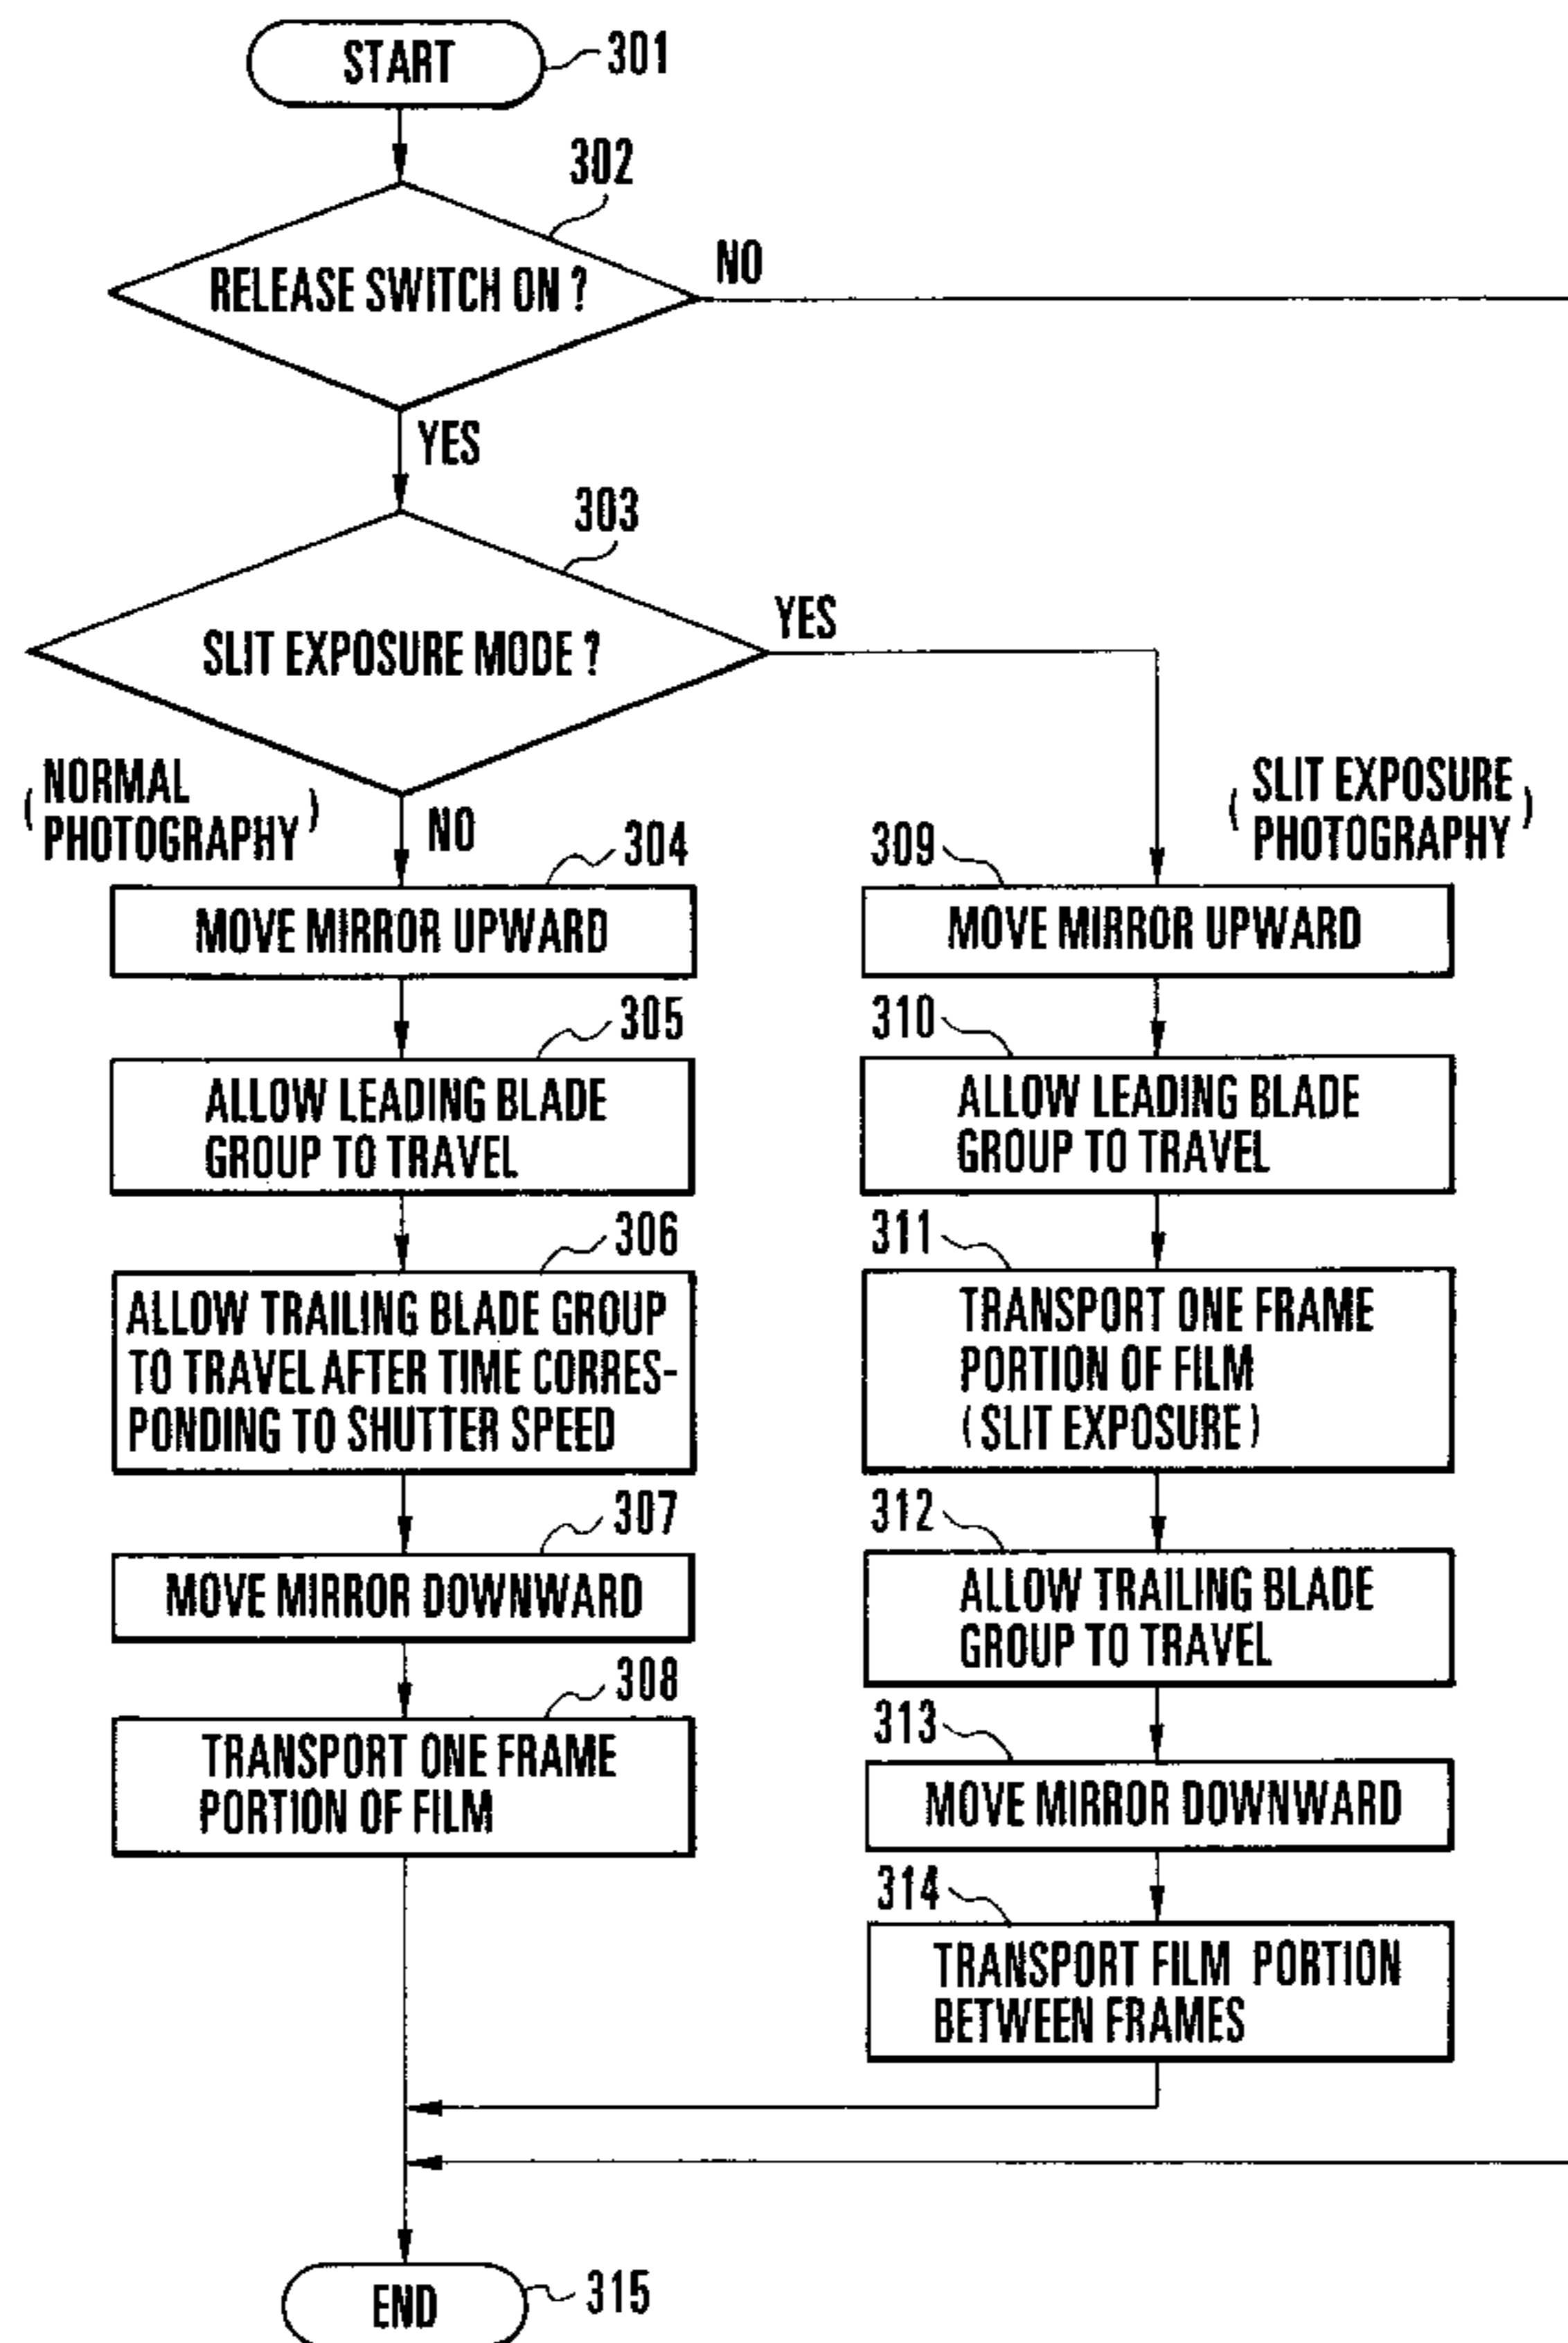 START
301
302
RELEASE SWITCH ON ?
NO
YES
303
SLIT EXPOSURE MODE ?
YES
(NORMAL
PHOTOGRAPHY)
NO
304
MOVE MIRROR UPWARD
305
ALLOW LEADING BLADE
GROUP TO TRAVEL
306
ALLOW TRAILING BLADE GROUP
TO TRAVEL AFTER TIME CORRES-
PONDING TO SHUTTER SPEED
307
MOVE MIRROR DOWNWARD
308
TRANSPORT ONE FRAME
PORTION OF FILM
(SLIT EXPOSURE
PHOTOGRAPHY)
309
MOVE MIRROR UPWARD
310
ALLOW LEADING BLADE
GROUP TO TRAVEL
311
TRANSPORT ONE FRAME
PORTION OF FILM
(SLIT EXPOSURE)
312
ALLOW TRAILING BLADE
GROUP TO TRAVEL
313
MOVE MIRROR DOWNWARD
314
TRANSPORT FILM PORTION
BETWEEN FRAMES
END
315